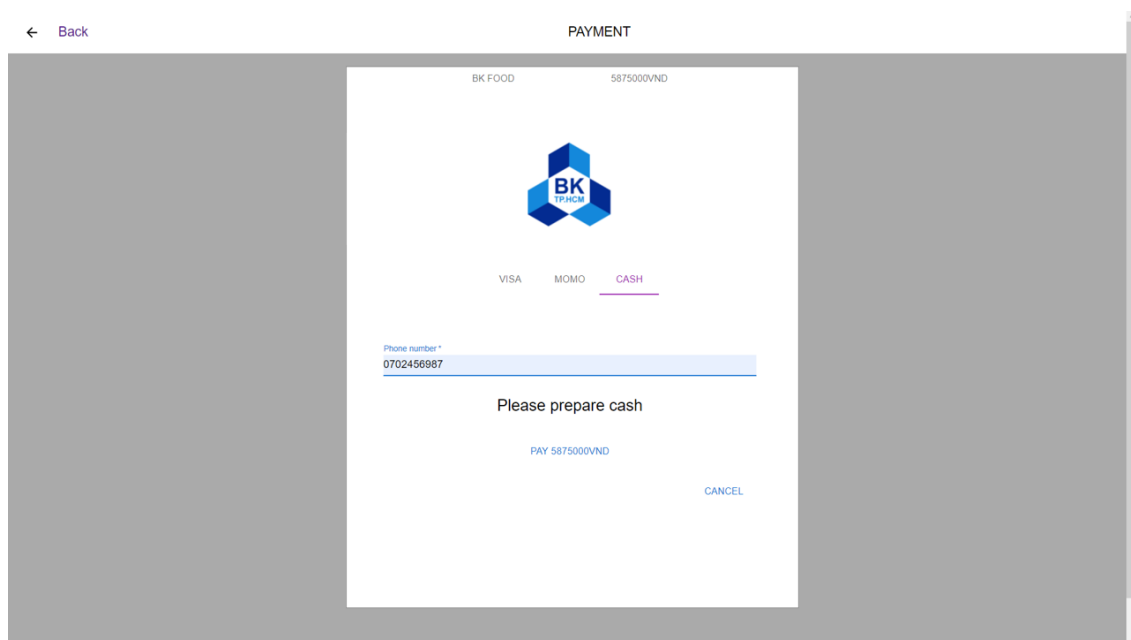 Back PAYMENT
BK FOOD 5875000VND
BK
TP.HCM
VISA MOMO CASH
Phone number *
0702456987
Please prepare cash
PAY 5875000VND
CANCEL